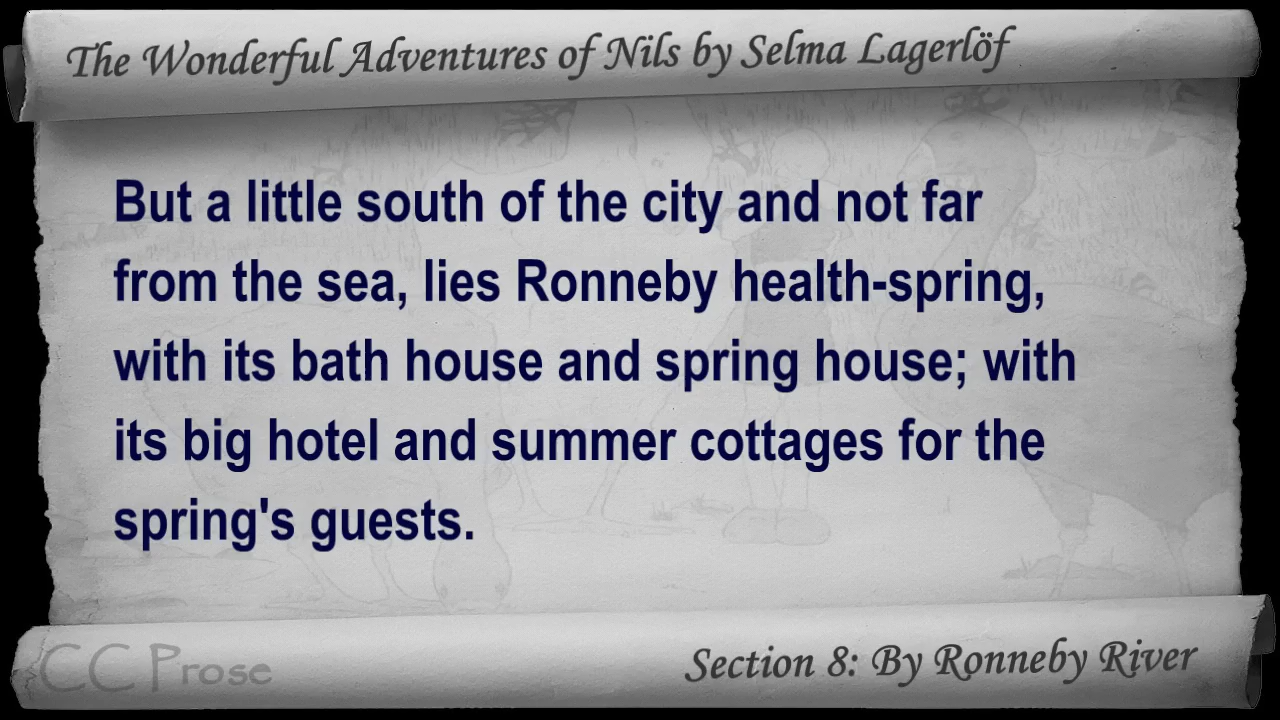 The Wonderful Adventures of Nils by Selma Lagerlöf
But a little south of the city and not far
from the sea, lies Ronneby health-spring,
with its bath house and spring house; with
its big hotel and summer cottages for the
spring's guests.
CC Prose
Section 8: By Ronneby River